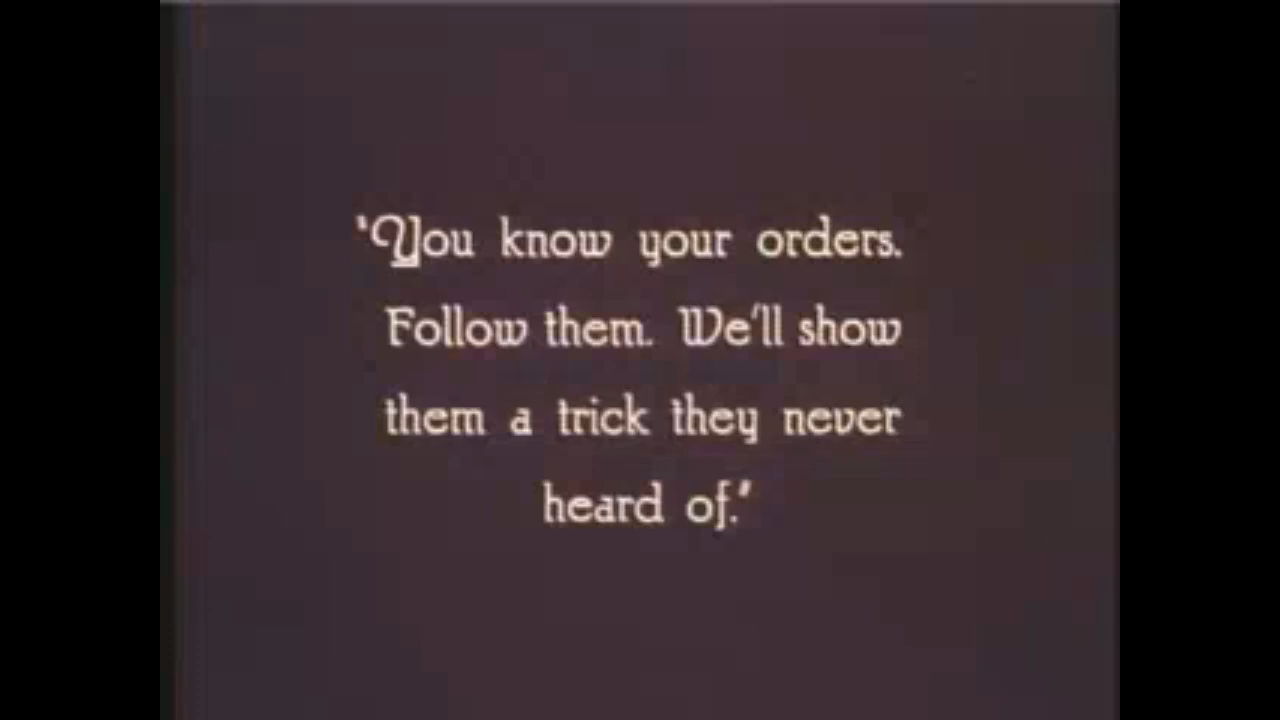 "You know your orders.
Follow them. We'll show
them a trick they never
heard of."